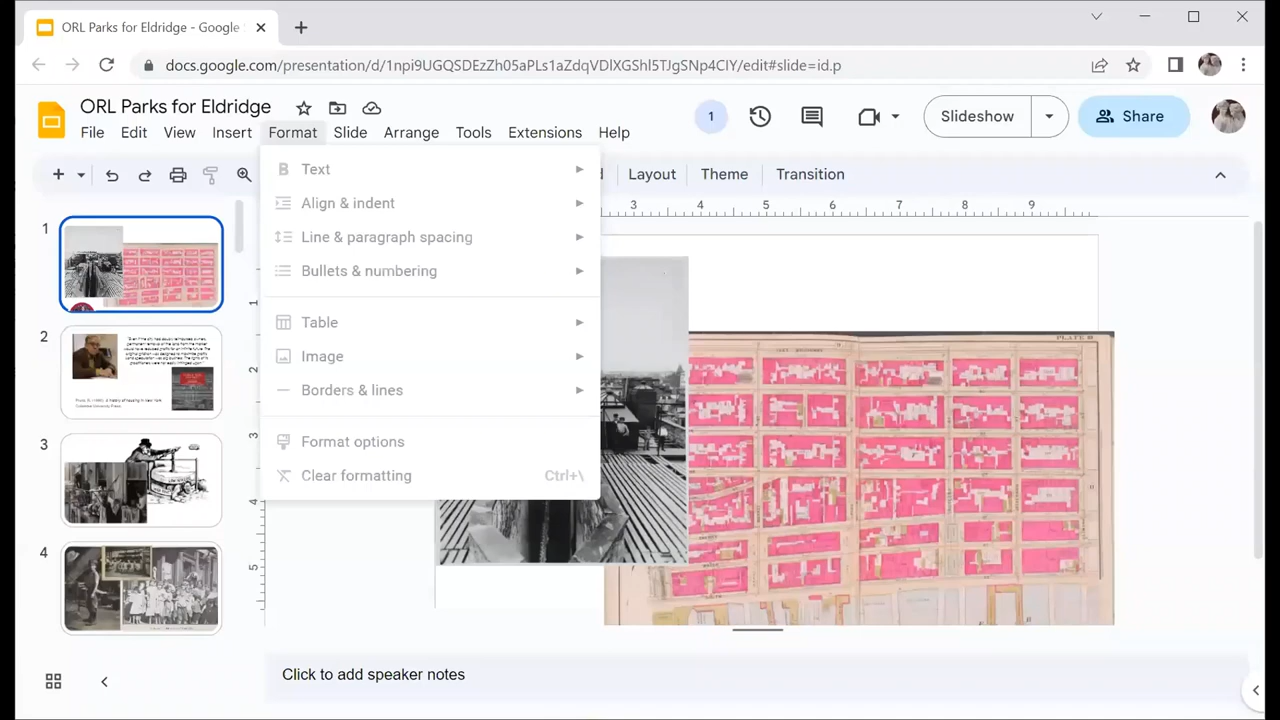 ORL Parks for Eldridge - Google
docs.google.com/presentation/d/1npi9UGQSDEzZh05aPLs1aZdqVDlXGShl5TJgSNp4CIY/edit#slide=id.p
ORL Parks for Eldridge
File Edit View Insert Format Slide Arrange Tools Extensions Help
1
Slideshow
Share
Layout Theme Transition
Text
Align & indent
Line & paragraph spacing
Bullets & numbering
Table
Image
Borders & lines
Format options
Clear formatting Ctrl+\
3 4 5 6 7 8 9
1
2
3
4
5
1
2
3
4
PLATE
Click to add speaker notes